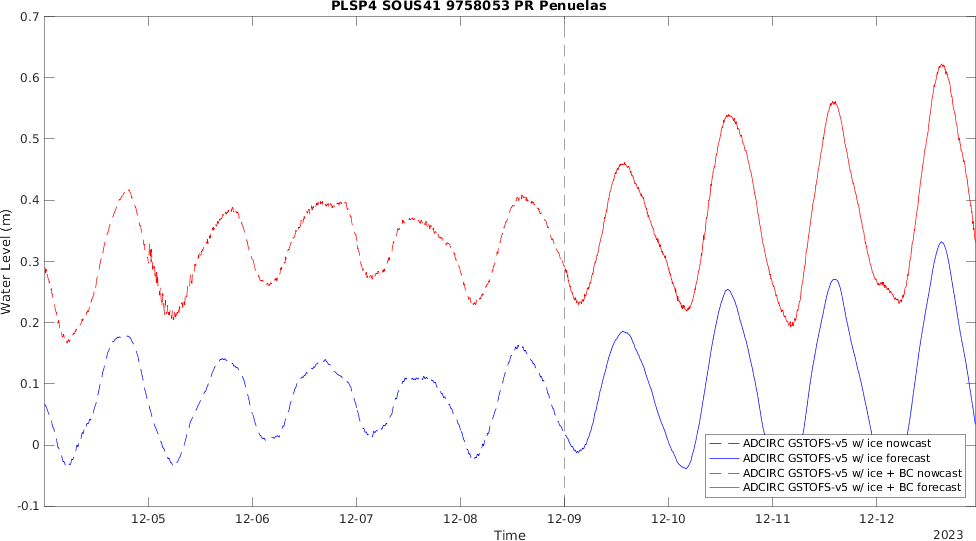 PLSP4 SOUS41 9758053 PR Penuelas
0.7
0.6
0.5
0.4
0.3
0.2
0.1
0
-0.1
Water Level (m)
12-05 12-06 12-07 12-08 12-09 12-10 12-11 12-12
Time
2023
ADCIRC GSTOFS-v5 w/ ice nowcast
ADCIRC GSTOFS-v5 w/ ice forecast
ADCIRC GSTOFS-v5 w/ ice + BC nowcast
ADCIRC GSTOFS-v5 w/ ice + BC forecast